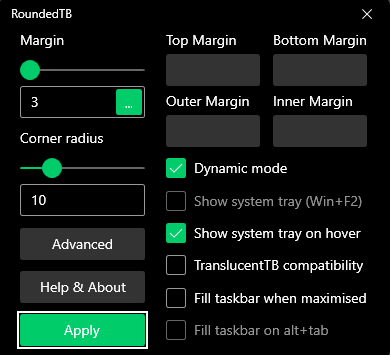 RoundedTB
Margin
3
...
Corner radius
10
Advanced
Help & About
Apply
Top Margin
Bottom Margin
Outer Margin
Inner Margin
Dynamic mode
Show system tray (Win+F2)
Show system tray on hover
TranslucentTB compatibility
Fill taskbar when maximised
Fill taskbar on alt+tab